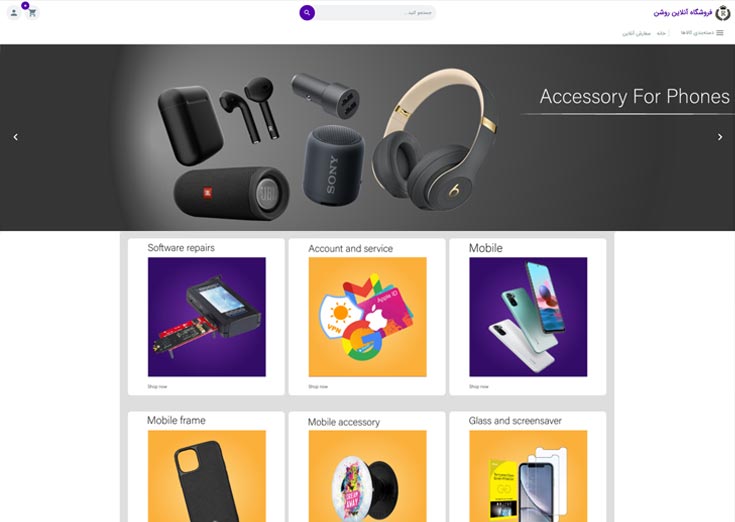 فروشگاه آنلاین روشن
جستجو کنید...
دسته‌بندی کالاها
خانه
سفارش آنلاین
Accessory For Phones
SONY
JBL
Software repairs
Account and service
Mobile
Apple ID
VPN
Shop now
Shop now
Shop now
Mobile frame
Mobile accessory
Glass and screensaver
DREAM
AWAY